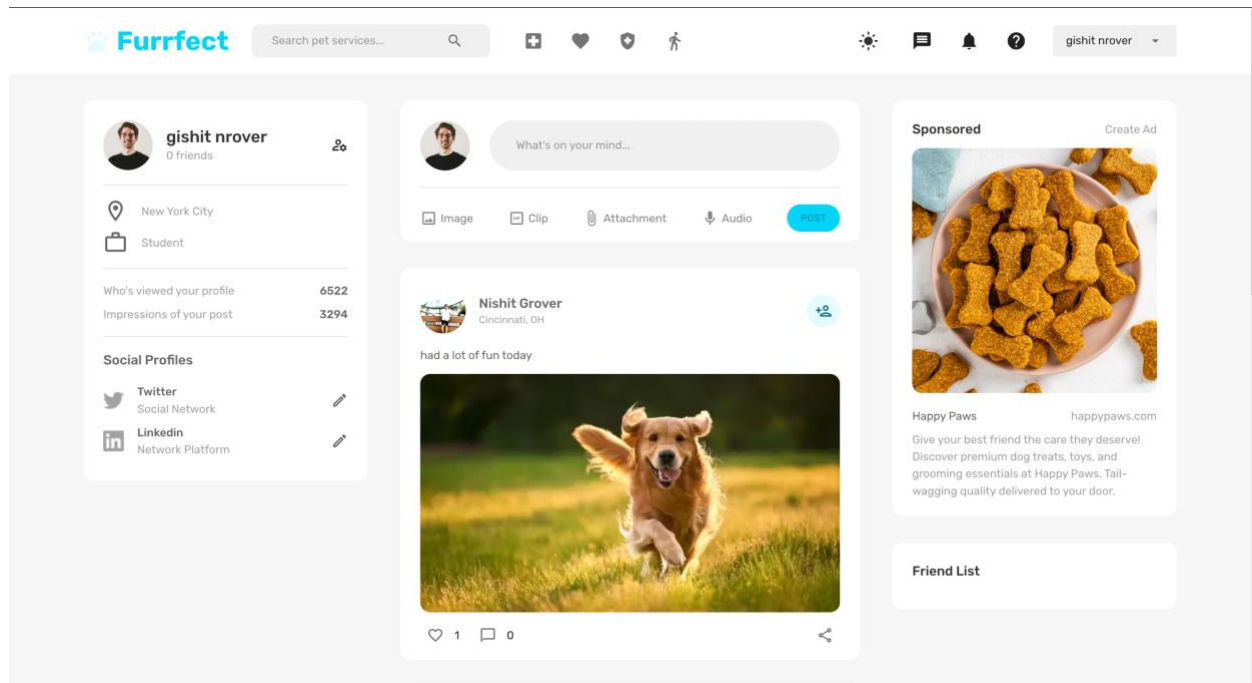 Furrfect
Search pet services...
gishit nrover
gishit nrover
0 friends
New York City
Student
Who's viewed your profile 6522
Impressions of your post 3294
Social Profiles
Twitter
Social Network
Linkedin
Network Platform
What's on your mind...
Image Clip Attachment Audio POST
Nishit Grover
Cincinnati, OH
had a lot of fun today
1 0
Sponsored Create Ad
Happy Paws happypaws.com
Give your best friend the care they deserve!
Discover premium dog treats, toys, and
grooming essentials at Happy Paws. Tail-
wagging quality delivered to your door.
Friend List